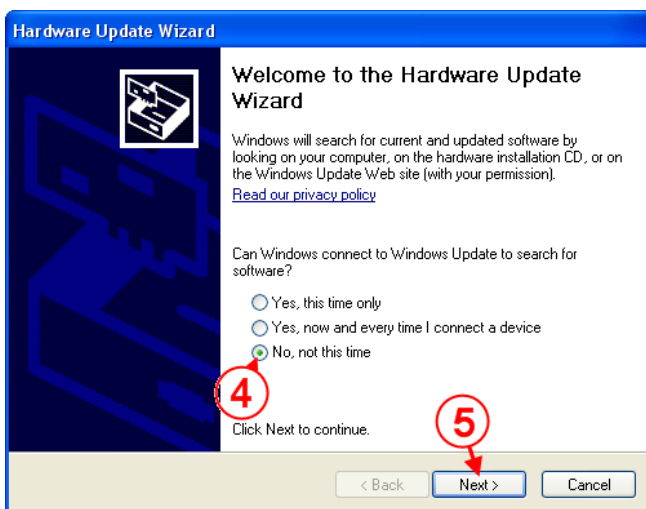 Hardware Update Wizard
Welcome to the Hardware Update
Wizard
Windows will search for current and updated software by
looking on your computer, on the hardware installation CD, or on
the Windows Update Web site (with your permission).
Read our privacy policy
Can Windows connect to Windows Update to search for
software?
Yes, this time only
Yes, now and every time I connect a device
No, not this time
4
Click Next to continue.
5
< Back
Next >
Cancel